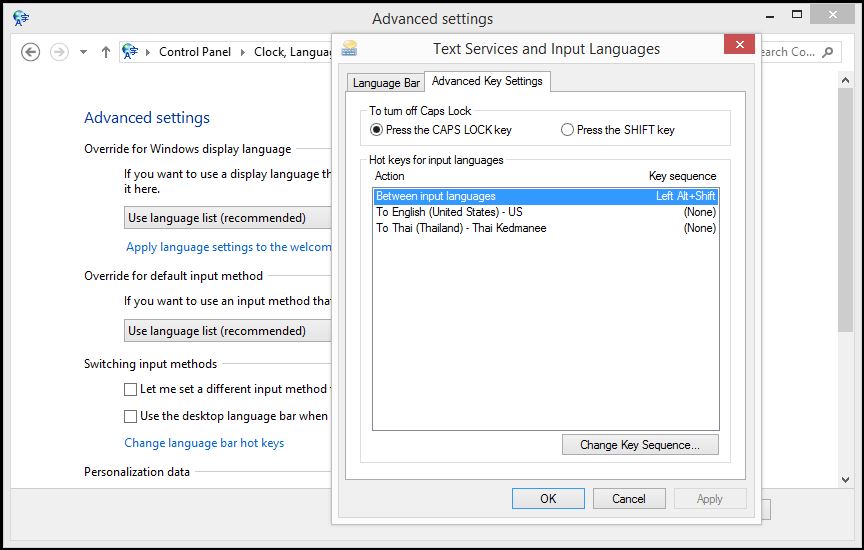 Advanced settings
Control Panel
Clock, Langua
earch Co...
Advanced settings
Override for Windows display language
If you want to use a display language th
it here.
Use language list (recommended)
Apply language settings to the welcom
Override for default input method
If you want to use an input method tha
Use language list (recommended)
Switching input methods
Let me set a different input method
Use the desktop language bar when
Change language bar hot keys
Personalization data
Text Services and Input Languages
Language Bar
Advanced Key Settings
To turn off Caps Lock
Press the CAPS LOCK key
Press the SHIFT key
Hot keys for input languages
Action Key sequence
Between input languages Left Alt+Shift
To English (United States) - US (None)
To Thai (Thailand) - Thai Kedmanee (None)
Change Key Sequence...
OK
Cancel
Apply